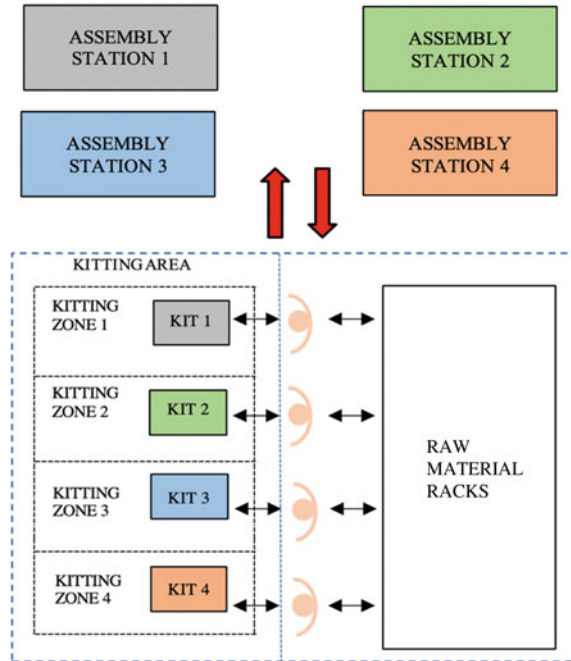 ASSEMBLY
STATION 1
ASSEMBLY
STATION 2
ASSEMBLY
STATION 3
ASSEMBLY
STATION 4
KITTING AREA
KITTING
ZONE 1
KIT 1
KITTING
ZONE 2
KIT 2
KITTING
ZONE 3
KIT 3
KITTING
ZONE 4
KIT 4
RAW
MATERIAL
RACKS